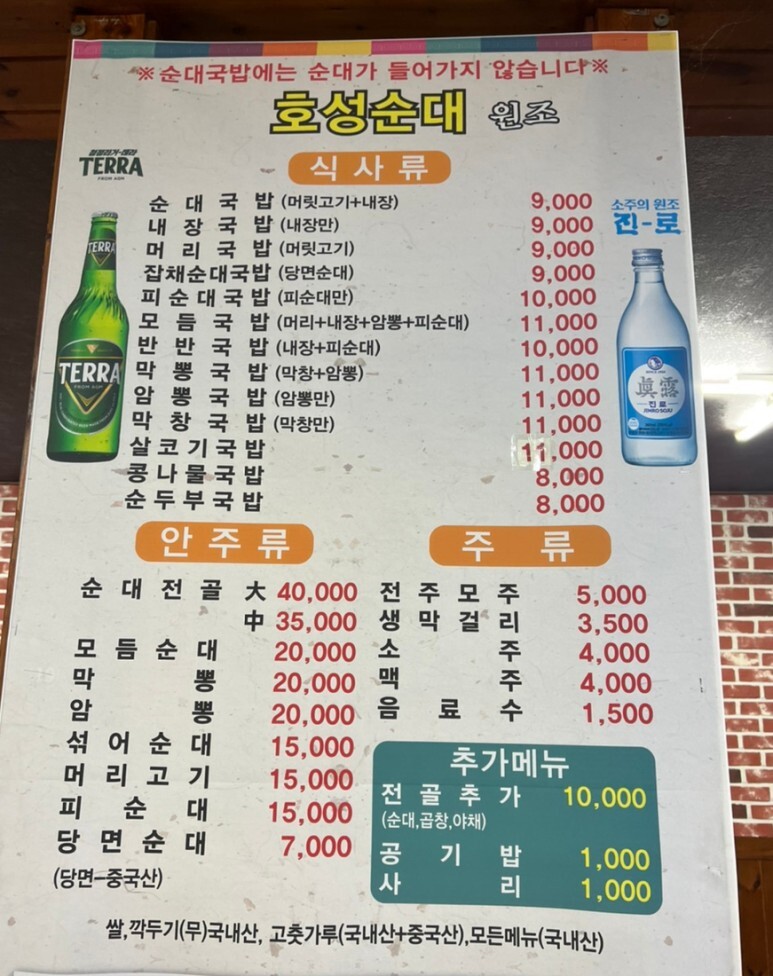 ※순대국밥에는 순대가 들어가지 않습니다※
호성순대 원조
TERRA
FROM AGM
식사류
순대국밥 (머릿고기+내장) 9,000
소주의 원조
내장국밥 (내장만) 9,000
진-로
머리국밥 (머릿고기) 9,000
잡채순대국밥 (당면순대) 9,000
피순대국밥 (피순대만) 10,000
모듬국밥 (머리+내장+암뽕+피순대) 11,000
반반국밥 (내장+피순대) 10,000
막뽕국밥 (막창+암뽕) 11,000
암뽕국밥 (암뽕만) 11,000
막창국밥 (막창만) 11,000
살코기국밥 11,000
콩나물국밥 8,000
순두부국밥 8,000
TERRA
TERRA
FROM AGM
眞露
진로
JINRO SOJU
안주류
순대전골 大 40,000
中 35,000
모듬순대 20,000
막뽕 20,000
암뽕 20,000
섞어순대 15,000
머리고기 15,000
피순대 15,000
당면순대 7,000
(당면-중국산)
주류
전주모주 5,000
생막걸리 3,500
소주 4,000
맥주 4,000
음료수 1,500
추가메뉴
전골추가 10,000
(순대,곱창,야채)
공기밥 1,000
사리 1,000
쌀,깍두기(무)국내산, 고춧가루(국내산+중국산),모든메뉴(국내산)